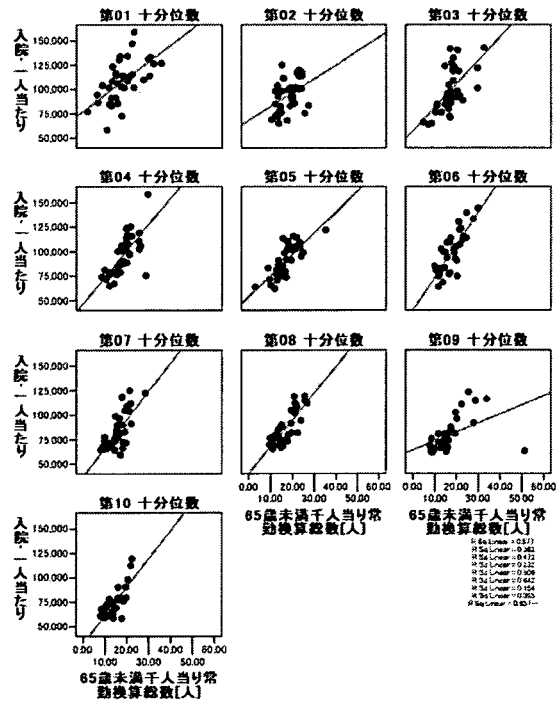 第01 十分位数
第02 十分位数
第03 十分位数
入院・一人当たり
150,000
125,000
100,000
75,000
50,000
第04 十分位数
第05 十分位数
第06 十分位数
入院・一人当たり
150,000
125,000
100,000
75,000
50,000
第07 十分位数
第08 十分位数
第09 十分位数
入院・一人当たり
150,000
125,000
100,000
75,000
50,000
0.00 20.00 40.00 60.00
10.00 30.00 50.00
0.00 20.00 40.00 60.00
10.00 30.00 50.00
65歳未満千人当り常
勤換算総数[人]
65歳未満千人当り常
勤換算総数[人]
第10 十分位数
入院・一人当たり
150,000
125,000
100,000
75,000
50,000
0.00 20.00 40.00 60.00
10.00 30.00 50.00
65歳未満千人当り常
勤換算総数[人]